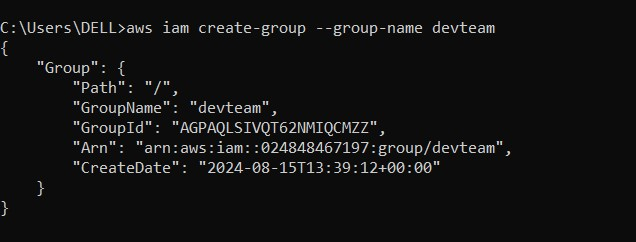 C:\Users\DELL>aws iam create-group --group-name devteam
{
    "Group": {
        "Path": "/",
        "GroupName": "devteam",
        "GroupId": "AGPAQLSIVQT62NMIQCMZZ",
        "Arn": "arn:aws:iam::024848467197:group/devteam",
        "CreateDate": "2024-08-15T13:39:12+00:00"
    }
}